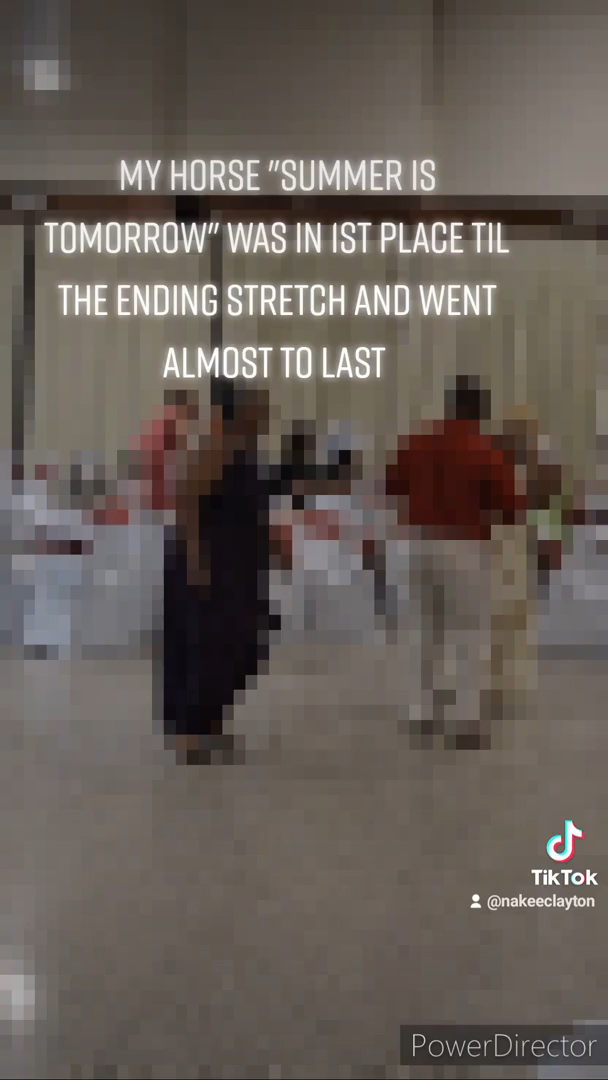 MY HORSE "SUMMER IS
TOMORROW" WAS IN IST PLACE TIL
THE ENDING STRETCH AND WENT
ALMOST TO LAST
TikTok
@nakeeclayton
PowerDirector